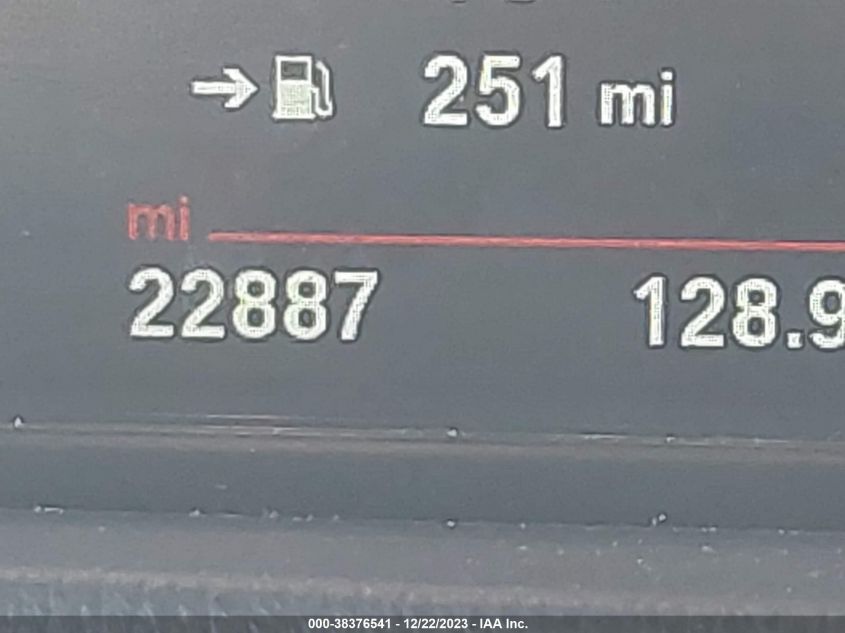 251 mi
mi
22887 128.9
000-38376541 - 12/22/2023 - IAA Inc.